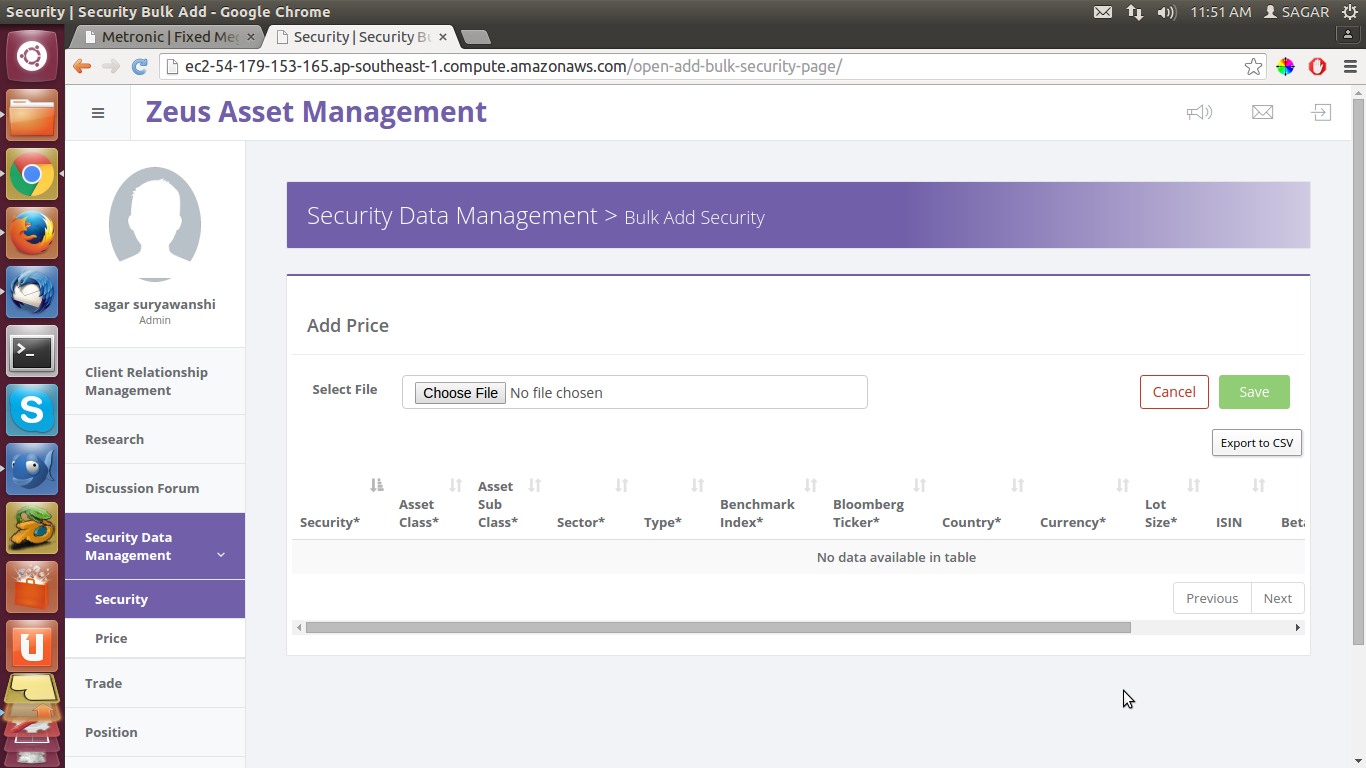 Security | Security Bulk Add - Google Chrome
11:51 AM
SAGAR
Metronic | Fixed Me
Security | Security B
ec2-54-179-153-165.ap-southeast-1.compute.amazonaws.com/open-add-bulk-security-page/
Zeus Asset Management
sagar suryawanshi
Admin
Client Relationship
Management
Research
Discussion Forum
Security Data
Management
Security
Price
Trade
Position
Security Data Management > Bulk Add Security
Add Price
Select File
Choose File No file chosen
Cancel
Save
Export to CSV
Security*
Asset
Class*
Asset
Sub
Class*
Sector*
Type*
Benchmark
Index*
Bloomberg
Ticker*
Country*
Currency*
Lot
Size*
ISIN
Beta
No data available in table
Previous
Next